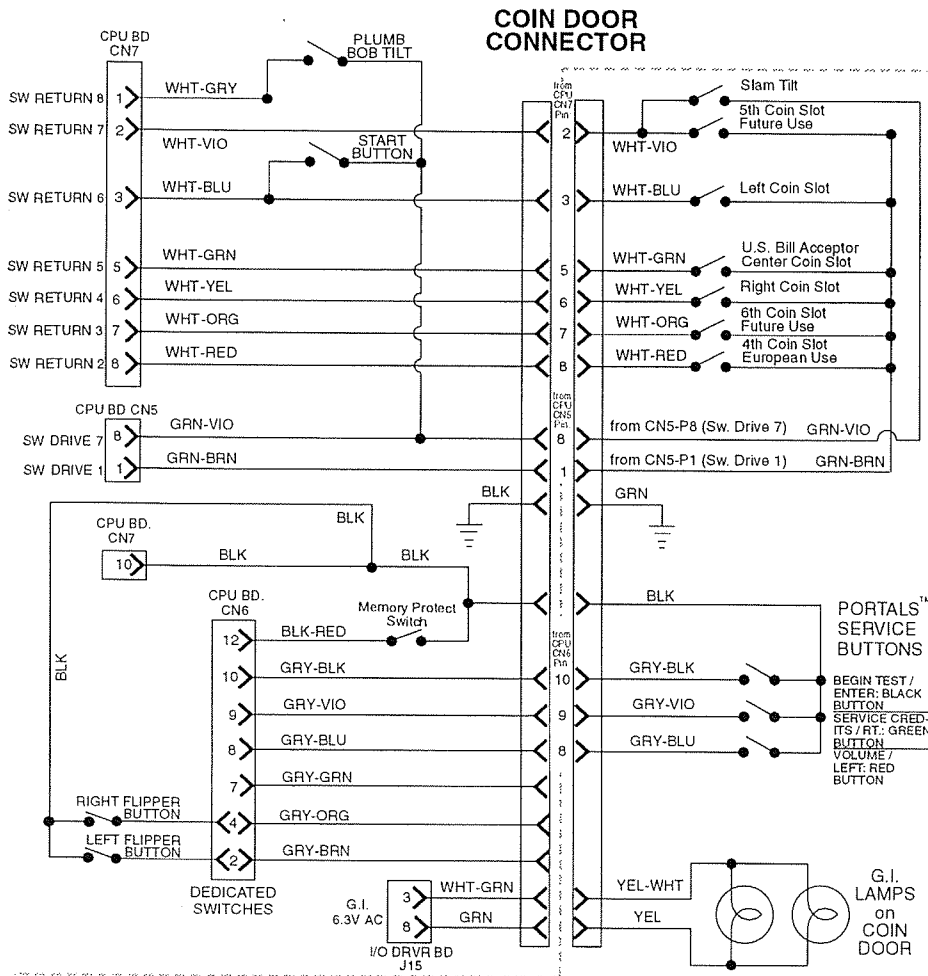 COIN DOOR
CONNECTOR
CPU BD
CN7
PLUMB
BOB TILT
SW RETURN 8
1
WHT-GRY
SW RETURN 7
2
WHT-VIO
START
BUTTON
SW RETURN 6
3
WHT-BLU
SW RETURN 5
5
WHT-GRN
SW RETURN 4
6
WHT-YEL
SW RETURN 3
7
WHT-ORG
SW RETURN 2
8
WHT-RED
from
CPU
CN7
Pin:
2
WHT-VIO
Slam Tilt
5th Coin Slot
Future Use
3
WHT-BLU
Left Coin Slot
5
WHT-GRN
U.S. Bill Acceptor
Center Coin Slot
6
WHT-YEL
Right Coin Slot
7
WHT-ORG
6th Coin Slot
Future Use
8
WHT-RED
4th Coin Slot
European Use
CPU BD CN5
SW DRIVE 7
8
GRN-VIO
SW DRIVE 1
1
GRN-BRN
from
CPU
CN5
Pin:
8
from CN5-P8 (Sw. Drive 7)
GRN-VIO
1
from CN5-P1 (Sw. Drive 1)
GRN-BRN
BLK
GRN
BLK
CPU BD.
CN7
10
BLK
BLK
BLK
BLK
CPU BD.
CN6
Memory Protect
Switch
12
BLK-RED
10
GRY-BLK
9
GRY-VIO
8
GRY-BLU
7
GRY-GRN
RIGHT FLIPPER
BUTTON
4
GRY-ORG
LEFT FLIPPER
BUTTON
2
GRY-BRN
DEDICATED
SWITCHES
from
CPU
CN6
Pin
10
GRY-BLK
9
GRY-VIO
8
GRY-BLU
PORTALS™
SERVICE
BUTTONS
BEGIN TEST /
ENTER: BLACK
BUTTON
SERVICE CRED-
ITS / RT.: GREEN
BUTTON
VOLUME /
LEFT: RED
BUTTON
G.I.
6.3V AC
3
WHT-GRN
8
GRN
I/O DRVR BD
J15
YEL-WHT
YEL
G.I.
LAMPS
on
COIN
DOOR